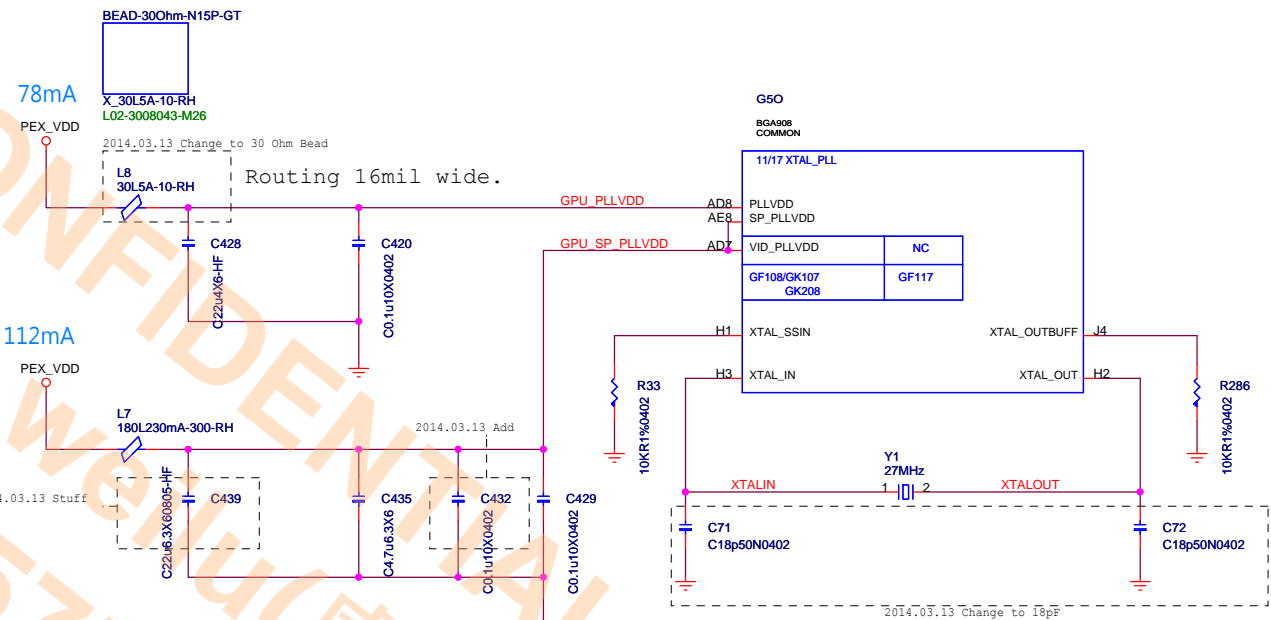 BEAD-30Ohm-N15P-GT
X_30L5A-10-RH
L02-3008043-M26
78mA
PEX_VDD
2014.03.13 Change to 30 Ohm Bead
L8
30L5A-10-RH
Routing 16mil wide.
C428
C22u4X6-HF
C420
C0.1u10X0402
GPU_PLLVDD
GPU_SP_PLLVDD
G5O
BGA908
COMMON
11/17 XTAL_PLL
AD8
PLLVDD
AE8
SP_PLLVDD
AD7
VID_PLLVDD
NC
GF108/GK107
GK208
GF117
H1
XTAL_SSIN
XTAL_OUTBUFF
J4
H3
XTAL_IN
XTAL_OUT
H2
R33
10KR1%0402
R286
10KR1%0402
Y1
27MHz
XTALIN
1
2
XTALOUT
C71
C18p50N0402
C72
C18p50N0402
2014.03.13 Change to 18pF
112mA
PEX_VDD
L7
180L230mA-300-RH
2014.03.13 Add
4.03.13 Stuff
C439
C22u6.3X60805-HF
C435
C4.7u6.3X6
C432
C0.1u10X0402
C429
C0.1u10X0402
ONFIDENTIAL
weifu(